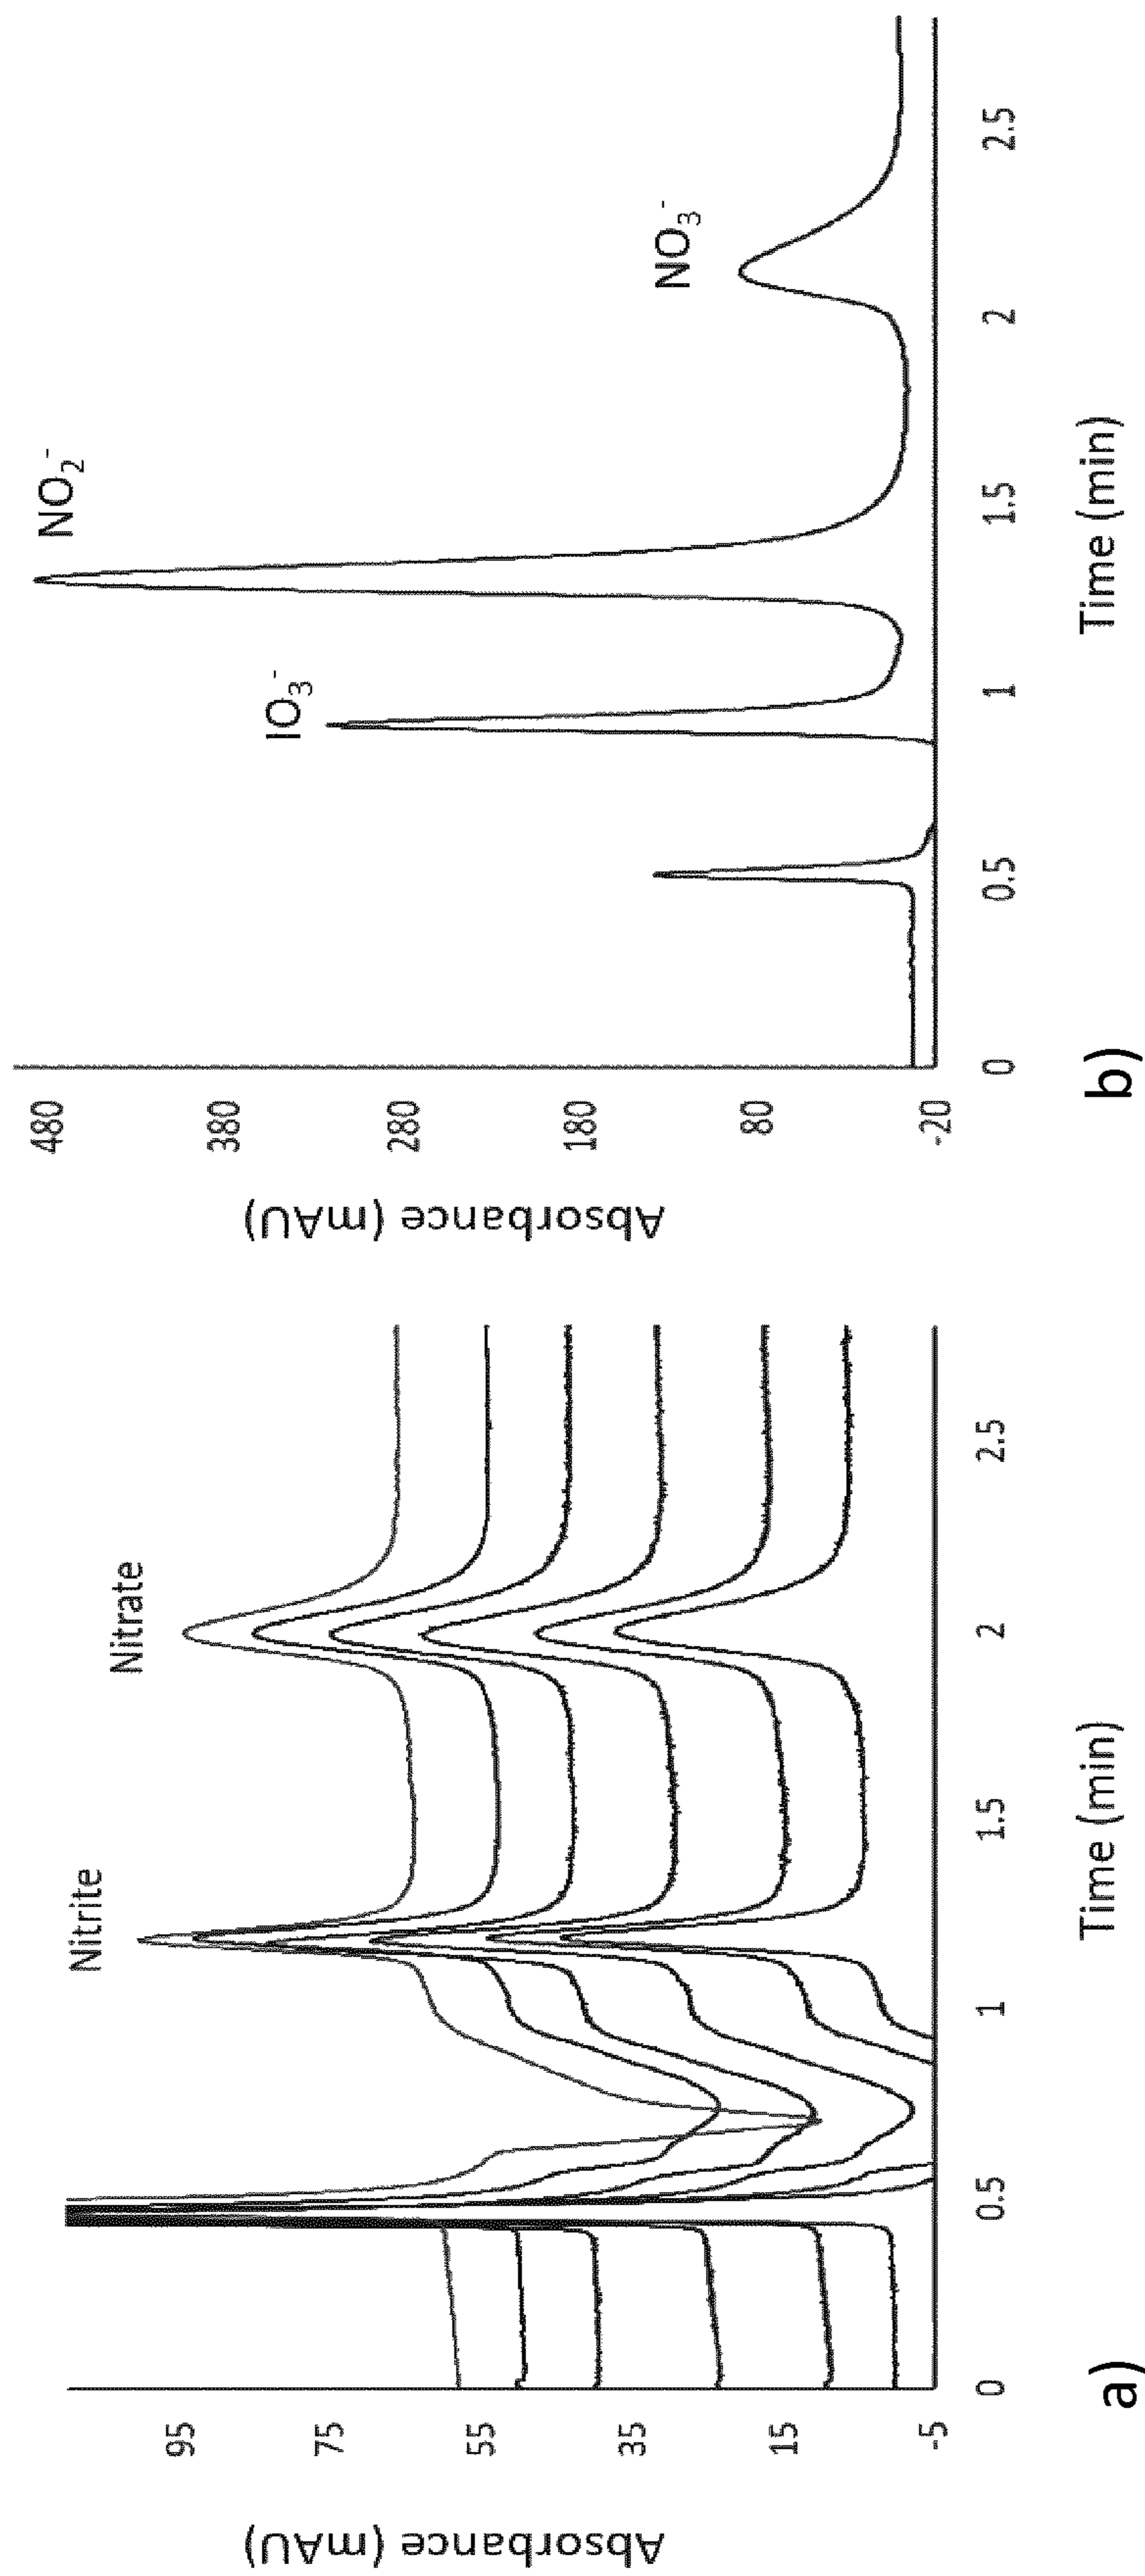 Absorbance (mAU)
95
75
55
35
15
-5
Nitrite
Nitrate
0
0.5
1
1.5
2
2.5
Time (min)
a)
Absorbance (mAU)
480
380
280
180
80
-20
IO₃⁻
NO₂⁻
NO₃⁻
0
0.5
1
1.5
2
2.5
Time (min)
b)